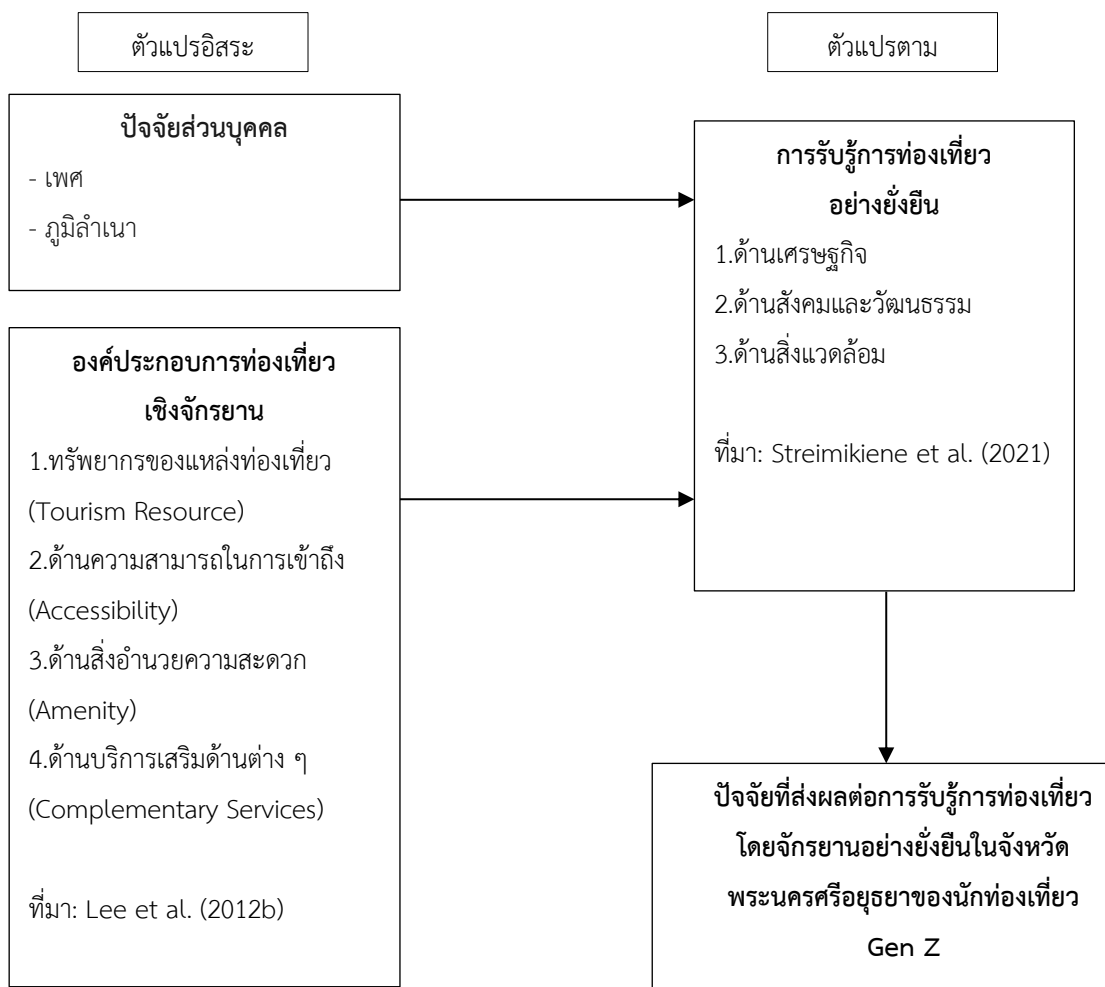 ตัวแปรอิสระ
ตัวแปรตาม
ปัจจัยส่วนบุคคล
- เพศ
- ภูมิลำเนา
การรับรู้การท่องเที่ยว
อย่างยั่งยืน
1.ด้านเศรษฐกิจ
2.ด้านสังคมและวัฒนธรรม
3.ด้านสิ่งแวดล้อม
ที่มา: Streimikiene et al. (2021)
องค์ประกอบการท่องเที่ยว
เชิงจักรยาน
1.ทรัพยากรของแหล่งท่องเที่ยว
(Tourism Resource)
2.ด้านความสามารถในการเข้าถึง
(Accessibility)
3.ด้านสิ่งอำนวยความสะดวก
(Amenity)
4.ด้านบริการเสริมด้านต่าง ๆ
(Complementary Services)
ที่มา: Lee et al. (2012b)
ปัจจัยที่ส่งผลต่อการรับรู้การท่องเที่ยว
โดยจักรยานอย่างยั่งยืนในจังหวัด
พระนครศรีอยุธยาของนักท่องเที่ยว
Gen Z